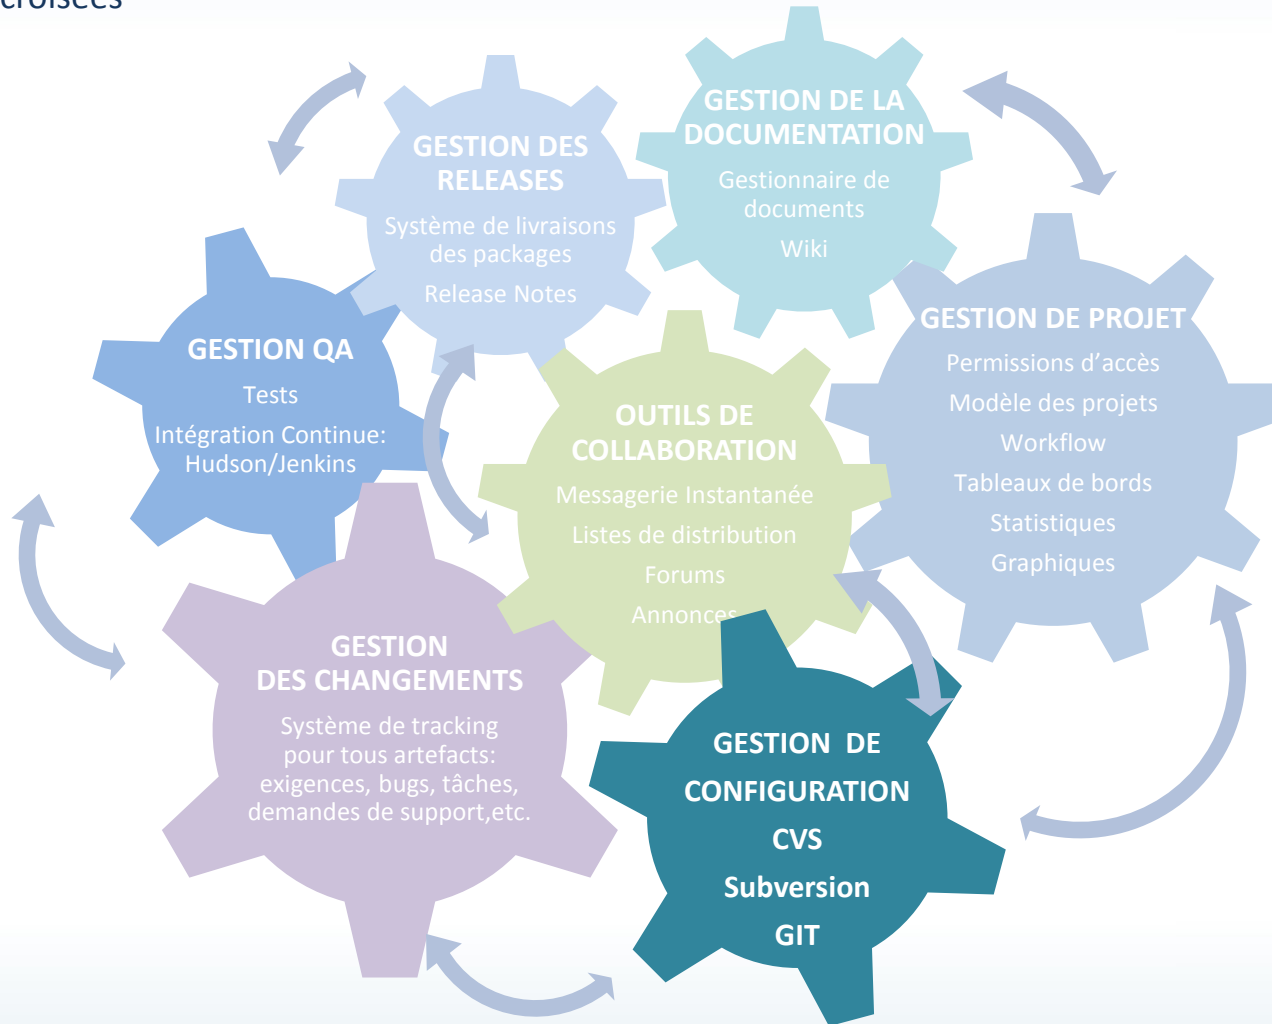 croisées
GESTION DE LA
DOCUMENTATION
Gestionnaire de
documents
Wiki
GESTION DES
RELEASES
Système de livraisons
des packages
Release Notes
GESTION QA
Tests
Intégration Continue:
Hudson/Jenkins
GESTION DE PROJET
Permissions d’accès
Modèle des projets
Workflow
Tableaux de bords
Statistiques
Graphiques
OUTILS DE
COLLABORATION
Messagerie Instantanée
Listes de distribution
Forums
Annonces
GESTION
DES CHANGEMENTS
Système de tracking
pour tous artefacts:
exigences, bugs, tâches,
demandes de support,etc.
GESTION DE
CONFIGURATION
CVS
Subversion
GIT